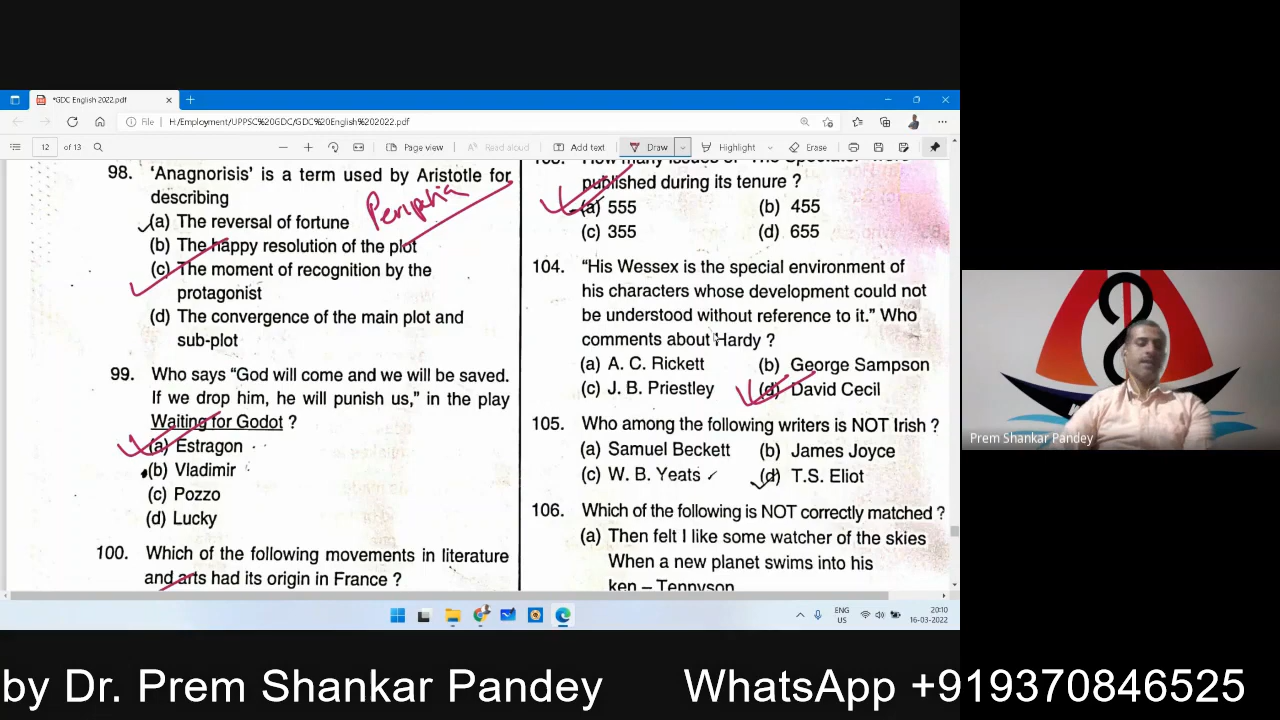 *GDC English 2022.pdf
File
H:/Employment/UPPSC%20GDC/GDC%20English%202022.pdf
12 of 13
Page view
Read aloud
Add text
Draw
Highlight
Erase
98. 'Anagnorisis' is a term used by Aristotle for
describing
(a) The reversal of fortune
(b) The happy resolution of the plot
(c) The moment of recognition by the
protagonist
(d) The convergence of the main plot and
sub-plot
99. Who says "God will come and we will be saved.
If we drop him, he will punish us," in the play
Waiting for Godot ?
(a) Estragon
(b) Vladimir
(c) Pozzo
(d) Lucky
100. Which of the following movements in literature
and arts had its origin in France ?
How many issues of The Spectator were
published during its tenure ?
(a) 555 (b) 455
(c) 355 (d) 655
104. "His Wessex is the special environment of
his characters whose development could not
be understood without reference to it." Who
comments about Hardy ?
(a) A. C. Rickett (b) George Sampson
(c) J. B. Priestley (d) David Cecil
105. Who among the following writers is NOT Irish ?
(a) Samuel Beckett (b) James Joyce
(c) W. B. Yeats (d) T.S. Eliot
106. Which of the following is NOT correctly matched ?
(a) Then felt I like some watcher of the skies
When a new planet swims into his
ken – Tennyson
Prem Shankar Pandey
ENG
US
20:10
16-03-2022
by Dr. Prem Shankar Pandey WhatsApp +919370846525